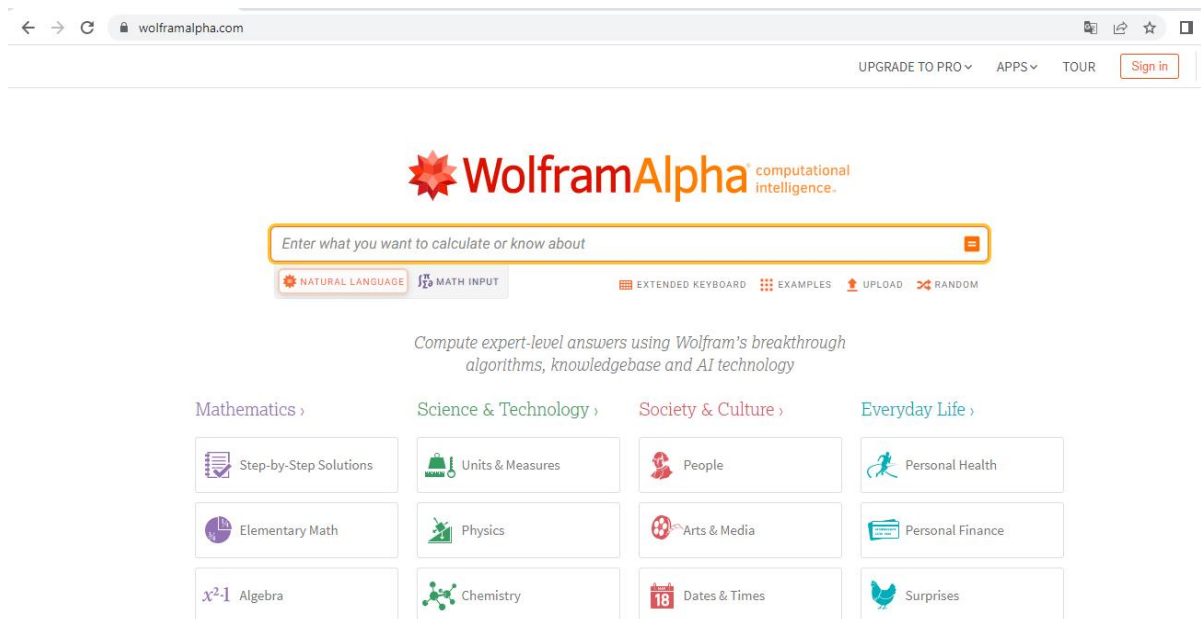 wolframalpha.com
UPGRADE TO PRO APPS TOUR Sign in
WolframAlpha computational intelligence.
Enter what you want to calculate or know about
NATURAL LANGUAGE MATH INPUT EXTENDED KEYBOARD EXAMPLES UPLOAD RANDOM
Compute expert-level answers using Wolfram's breakthrough
algorithms, knowledgebase and AI technology
Mathematics › Science & Technology › Society & Culture › Everyday Life ›
Step-by-Step Solutions Units & Measures People Personal Health
Elementary Math Physics Arts & Media Personal Finance
x²-1 Algebra Chemistry 18 Dates & Times Surprises